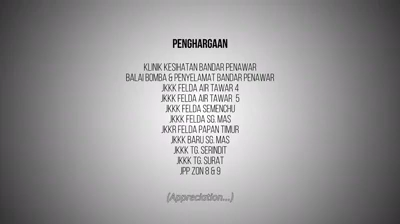 PENGHARGAAN
KLINIK KESIHATAN BANDAR PENAWAR
BALAI BOMBA & PENYELAMAT BANDAR PENAWAR
JKKK FELDA AIR TAWAR 4
JKKK FELDA AIR TAWAR 5
JKKK FELDA SEMENCHU
JKKK FELDA SG. MAS
JKKR FELDA PAPAN TIMUR
JKKK BARU SG. MAS
JKKK TG. SERINDIT
JKKK TG. SURAT
JPP ZON 8 & 9
(Appreciation....)